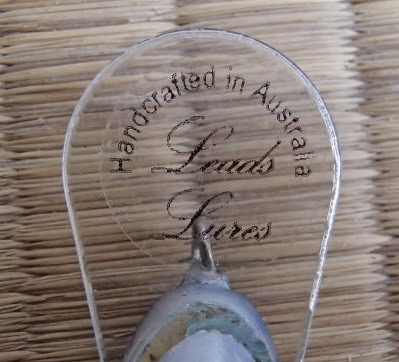 Handcrafted in Australia
Leads
Lures